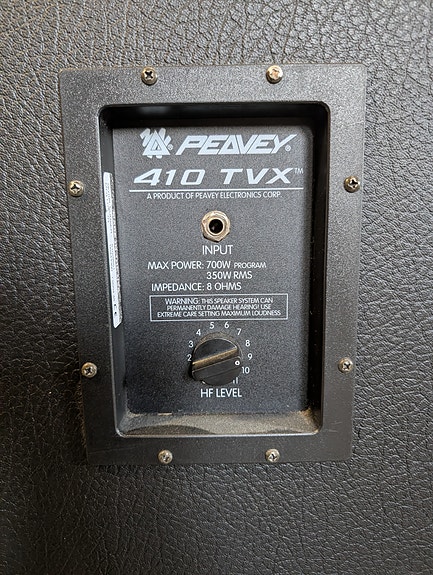 PEAVEY®
410 TVX™
A PRODUCT OF PEAVEY ELECTRONICS CORP.
INPUT
MAX POWER: 700W PROGRAM
350W RMS
IMPEDANCE: 8 OHMS
WARNING: THIS SPEAKER SYSTEM CAN
PERMANENTLY DAMAGE HEARING! USE
EXTREME CARE SETTING MAXIMUM LOUDNESS
2 3 4 5 6 7 8 9 10
HF LEVEL